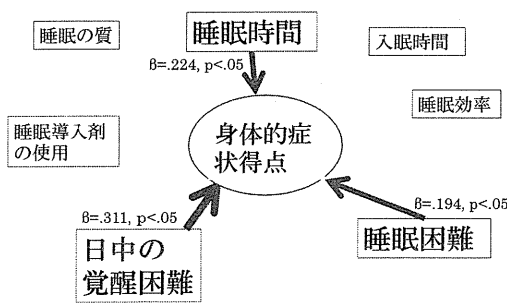 睡眠の質
睡眠時間
入眠時間
β=.224, p<.05
睡眠効率
睡眠導入剤
の使用
身体的症
状得点
β=.311, p<.05
β=.194, p<.05
日中の
覚醒困難
睡眠困難